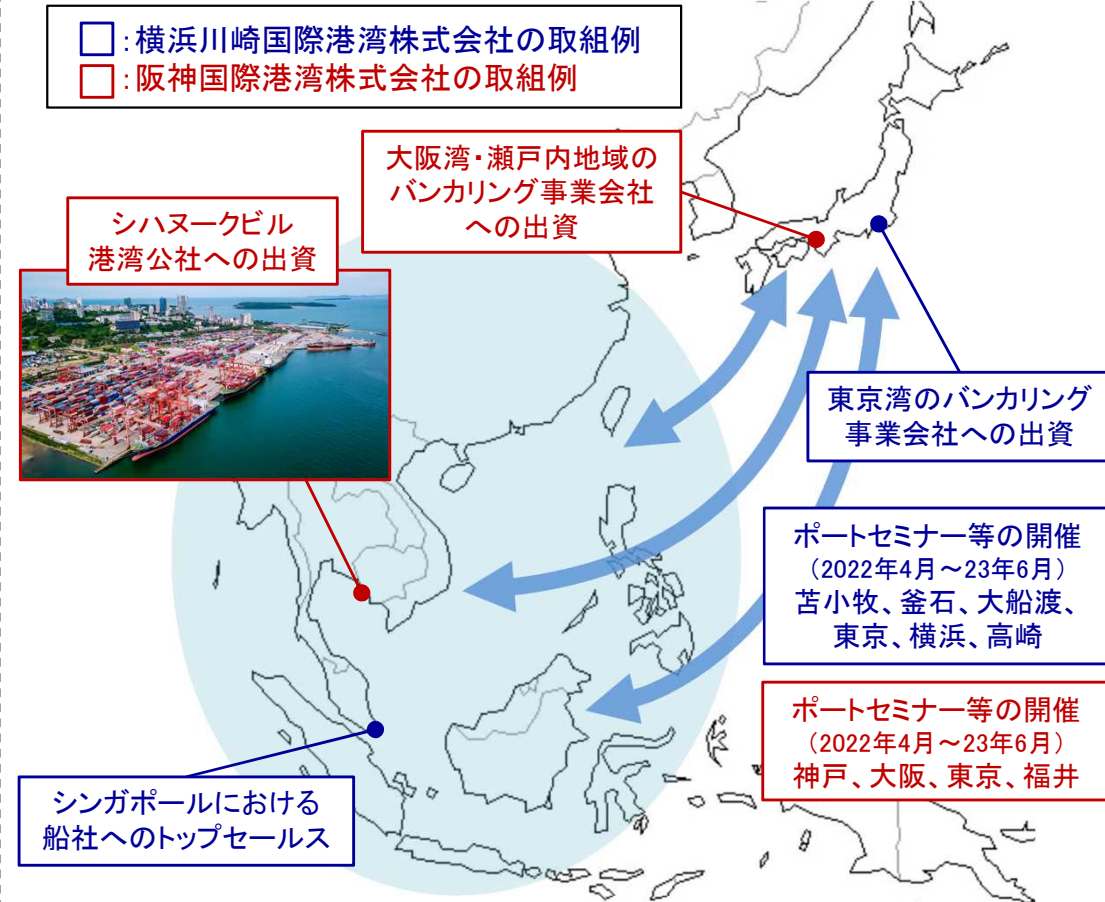 ：横浜川崎国際港湾株式会社の取組例
：阪神国際港湾株式会社の取組例
大阪湾・瀬戸内地域の
バンカリング事業会社
への出資
シハヌークビル
港湾公社への出資
東京湾のバンカリング
事業会社への出資
ポートセミナー等の開催
（2022年4月～23年6月）
苫小牧、釜石、大船渡、
東京、横浜、高崎
ポートセミナー等の開催
（2022年4月～23年6月）
神戸、大阪、東京、福井
シンガポールにおける
船社へのトップセールス